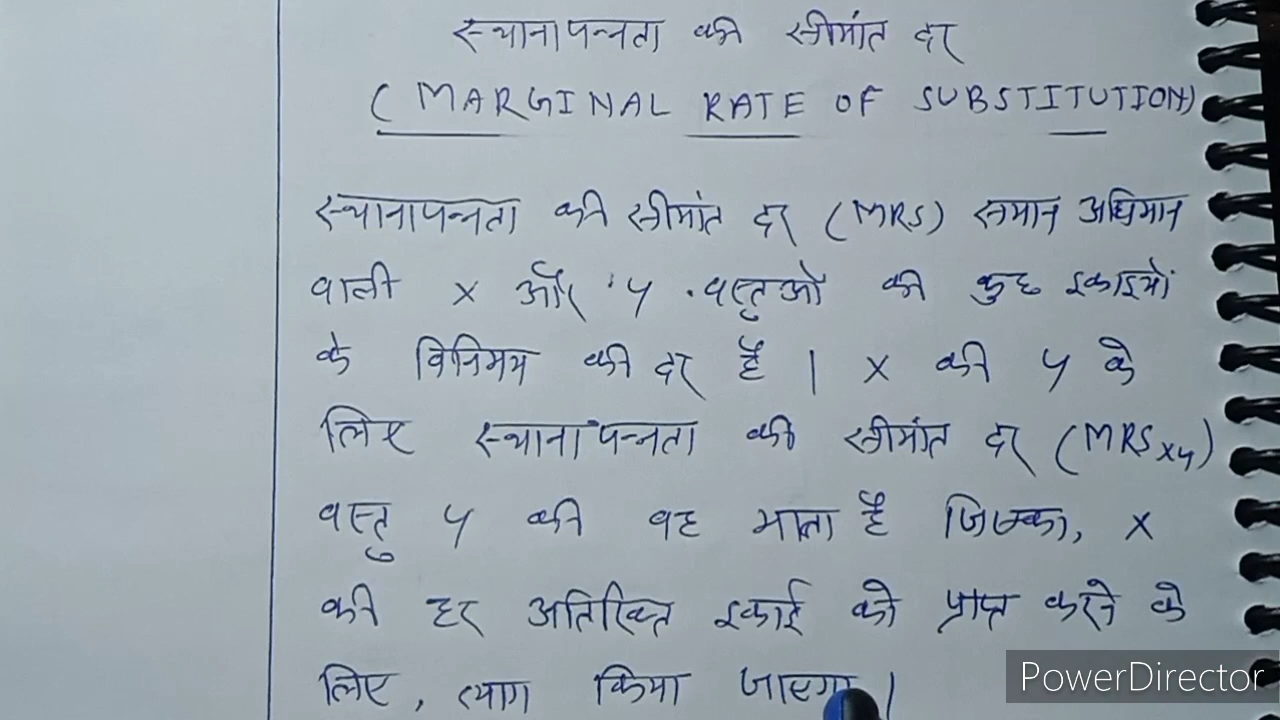 स्थानापन्नता की सीमांत दर
(MARGINAL RATE OF SUBSTITUTION)
स्थानापन्नता की सीमांत दर (MRS) समान अधिमान
वाली x और 'y . वस्तुओं की कुछ इकाइयों
के विनिमय की दर है । x की y के
लिए स्थानापन्नता की सीमांत दर (MRSxy)
वस्तु y की वह मात्रा है जिसका, x
की हर अतिरिक्त इकाई को प्राप्त करने के
लिए, त्याग किया जाएगा ।
PowerDirector